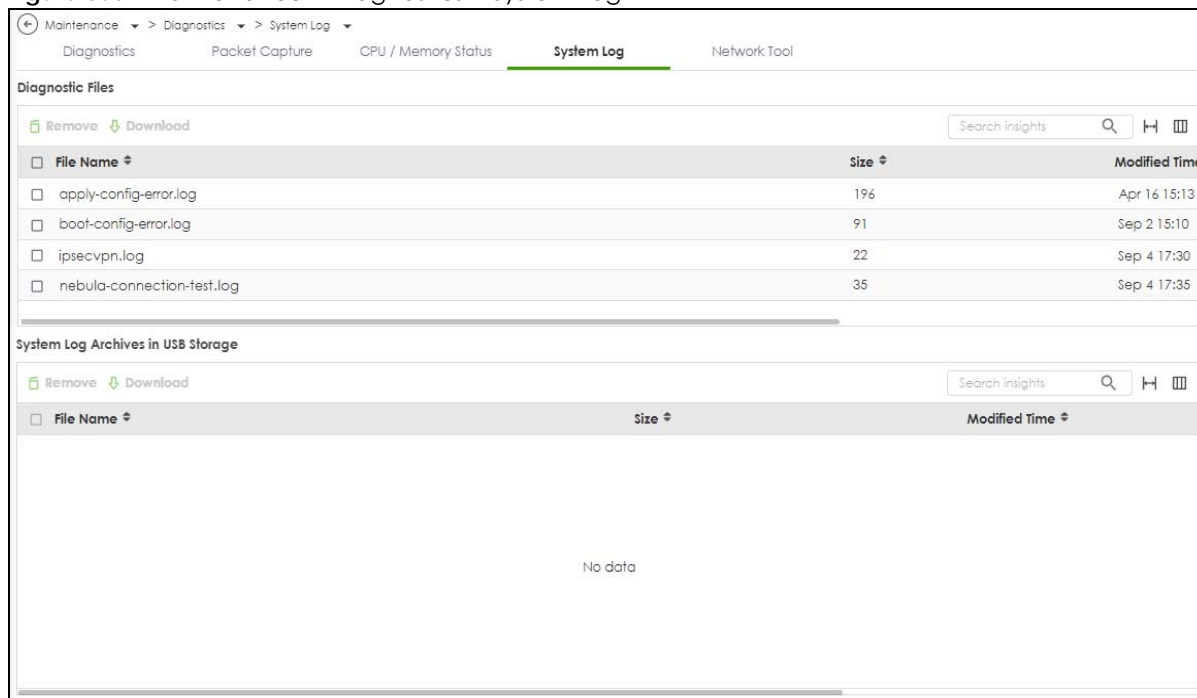 Maintenance > Diagnostics > System Log
Diagnostics Packet Capture CPU / Memory Status System Log Network Tool
Diagnostic Files
Remove Download Search insights
File Name Size Modified Time
apply-config-error.log 196 Apr 16 15:13
boot-config-error.log 91 Sep 2 15:10
ipsecvpn.log 22 Sep 4 17:30
nebula-connection-test.log 35 Sep 4 17:35
System Log Archives in USB Storage
Remove Download Search insights
File Name Size Modified Time
No data